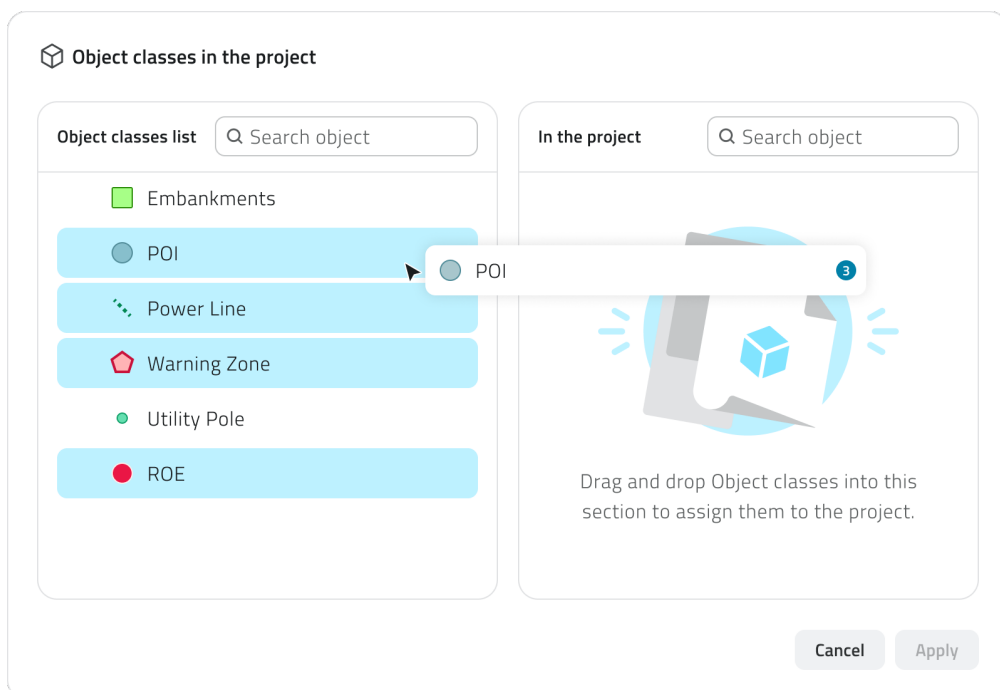 Object classes in the project
Object classes list
Search object
In the project
Search object
Embankments
POI
POI
3
Power Line
Warning Zone
Utility Pole
ROE
Drag and drop Object classes into this
section to assign them to the project.
Cancel
Apply